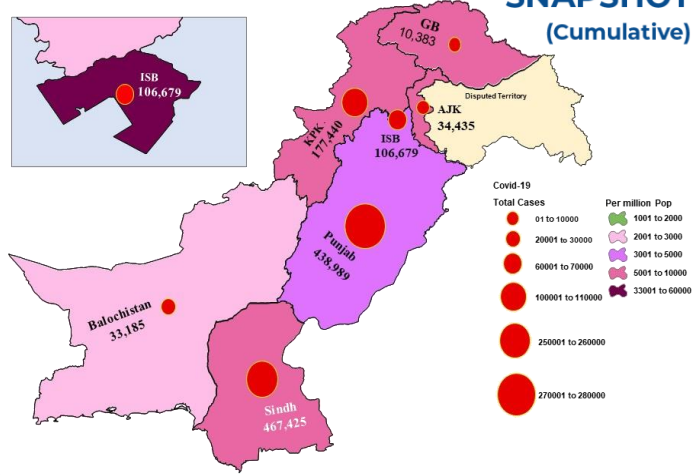 SNAPSHOT
(Cumulative)
ISB
106,679
GB
10,383
Disputed Territory
AJK
34,435
KPK
177,440
ISB
106,679
Punjab
438,989
Balochistan
33,185
Sindh
467,425
Covid-19
Total Cases
01 to 10000
20001 to 30000
60001 to 70000
100001 to 110000
250001 to 260000
270001 to 280000
Per million Pop
1001 to 2000
2001 to 3000
3001 to 5000
5001 to 10000
33001 to 60000